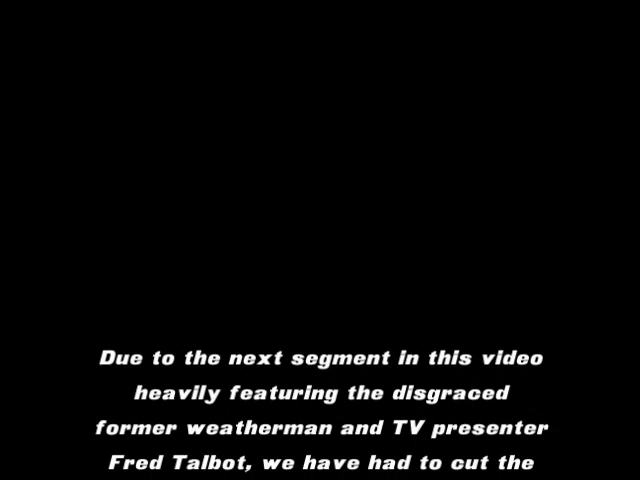 Due to the next segment in this video
heavily featuring the disgraced
former weatherman and TV presenter
Fred Talbot, we have had to cut the